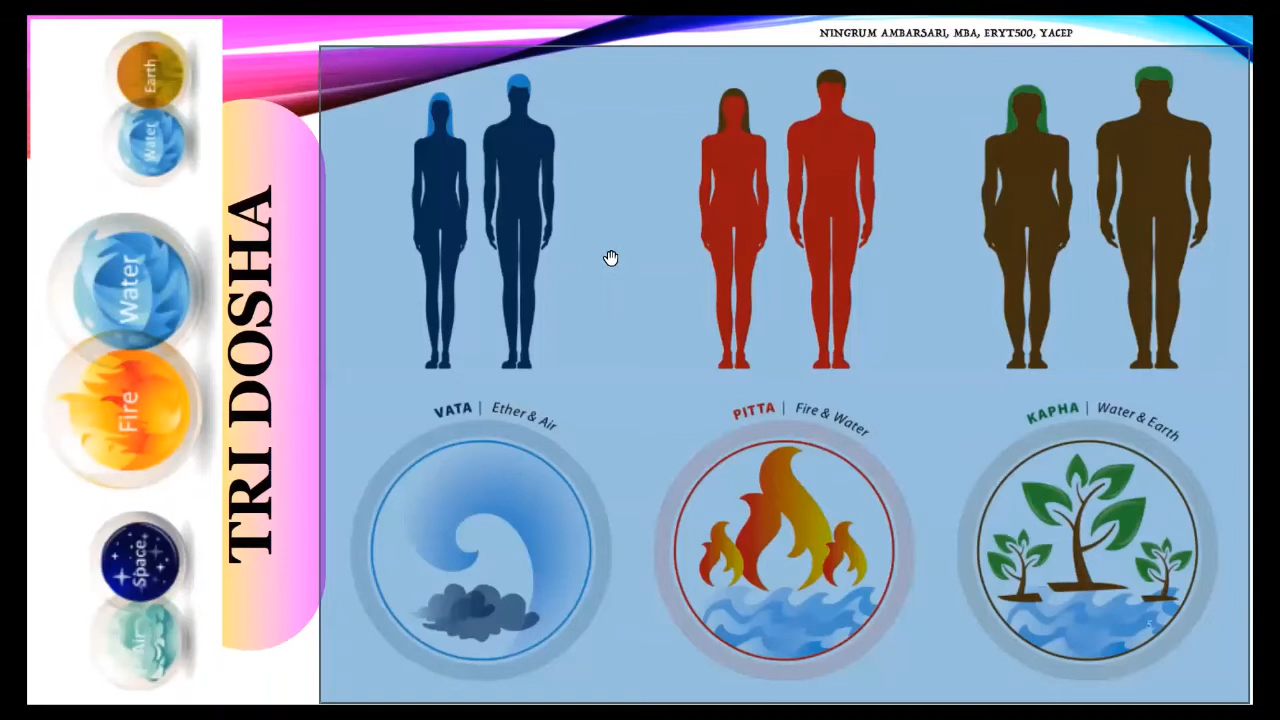 NINGRUM AMBARSARI, MBA, ERYT500, YACEP
Earth
Water
Water
Fire
Space
Air
TRI DOSHA
VATA | Ether & Air
PITTA | Fire & Water
KAPHA | Water & Earth